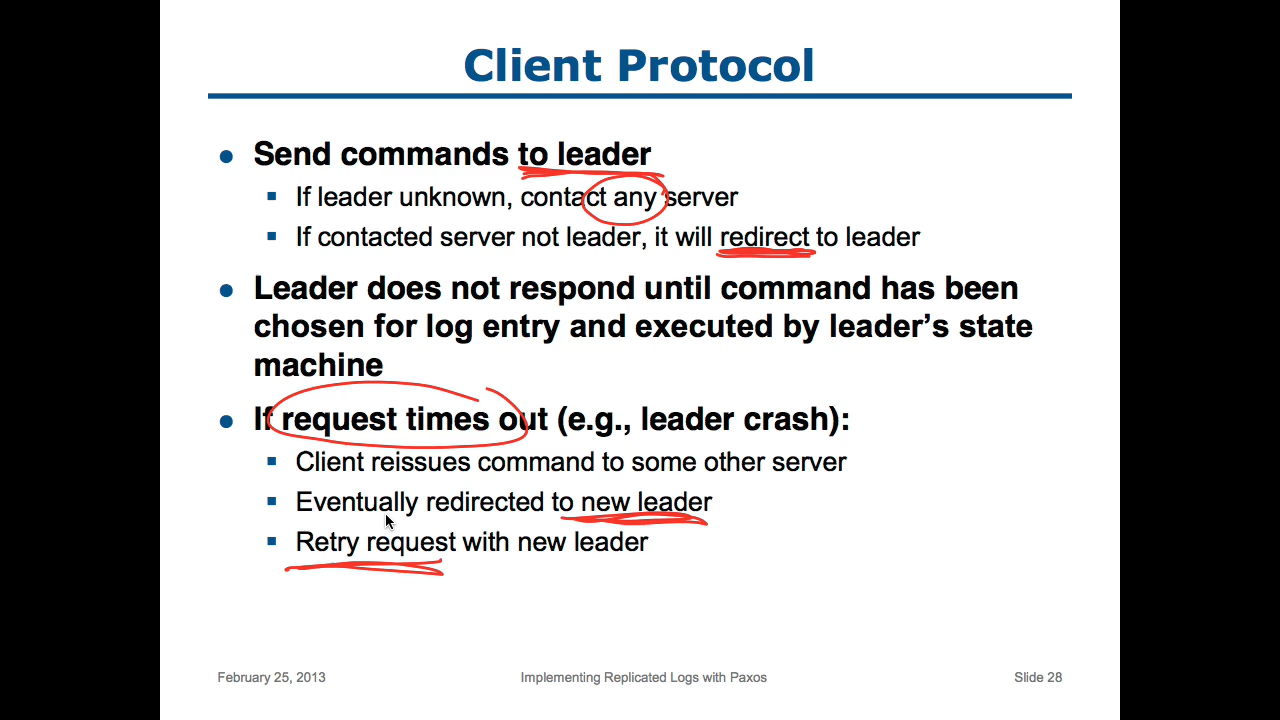 Client Protocol
Send commands to leader
If leader unknown, contact any server
If contacted server not leader, it will redirect to leader
Leader does not respond until command has been
chosen for log entry and executed by leader’s state
machine
If request times out (e.g., leader crash):
Client reissues command to some other server
Eventually redirected to new leader
Retry request with new leader
February 25, 2013
Implementing Replicated Logs with Paxos
Slide 28